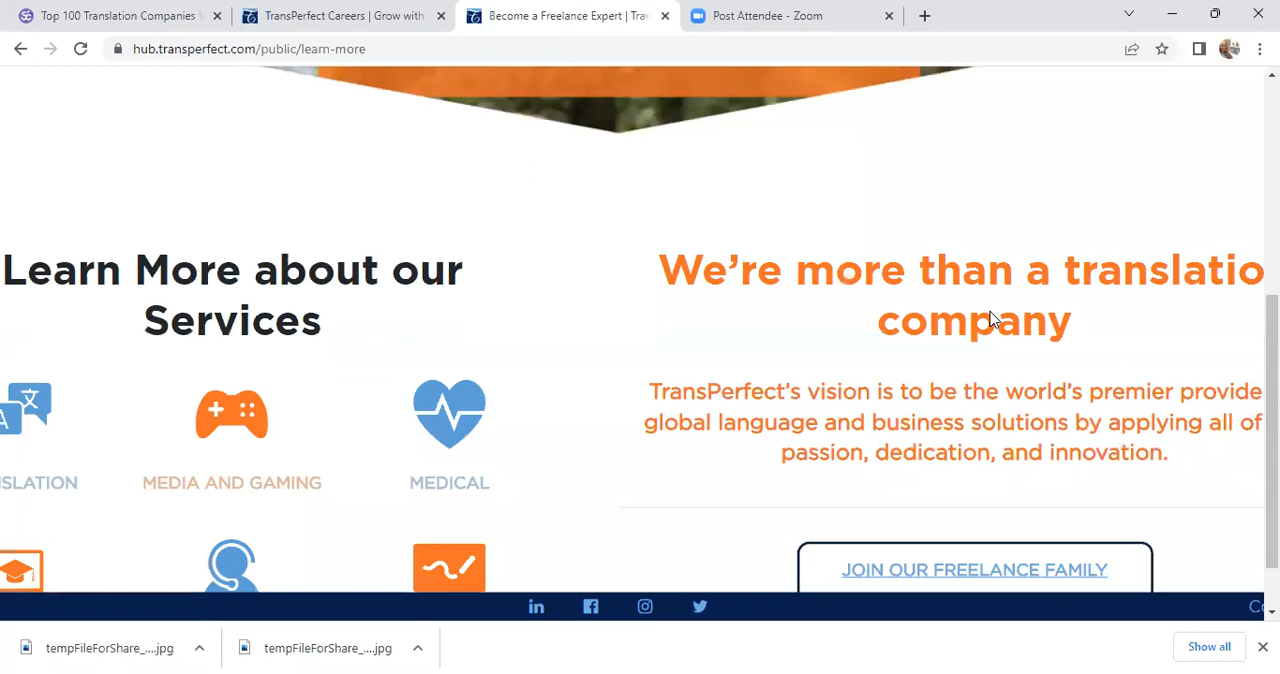 Top 100 Translation Companies
TransPerfect Careers | Grow with
Become a Freelance Expert | Tran
Post Attendee - Zoom
hub.transperfect.com/public/learn-more
Learn More about our
Services
SLATION
MEDIA AND GAMING
MEDICAL
We're more than a translatio
company
TransPerfect's vision is to be the world's premier provide
global language and business solutions by applying all of
passion, dedication, and innovation.
JOIN OUR FREELANCE FAMILY
tempFileForShare_....jpg
tempFileForShare_....jpg
Show all